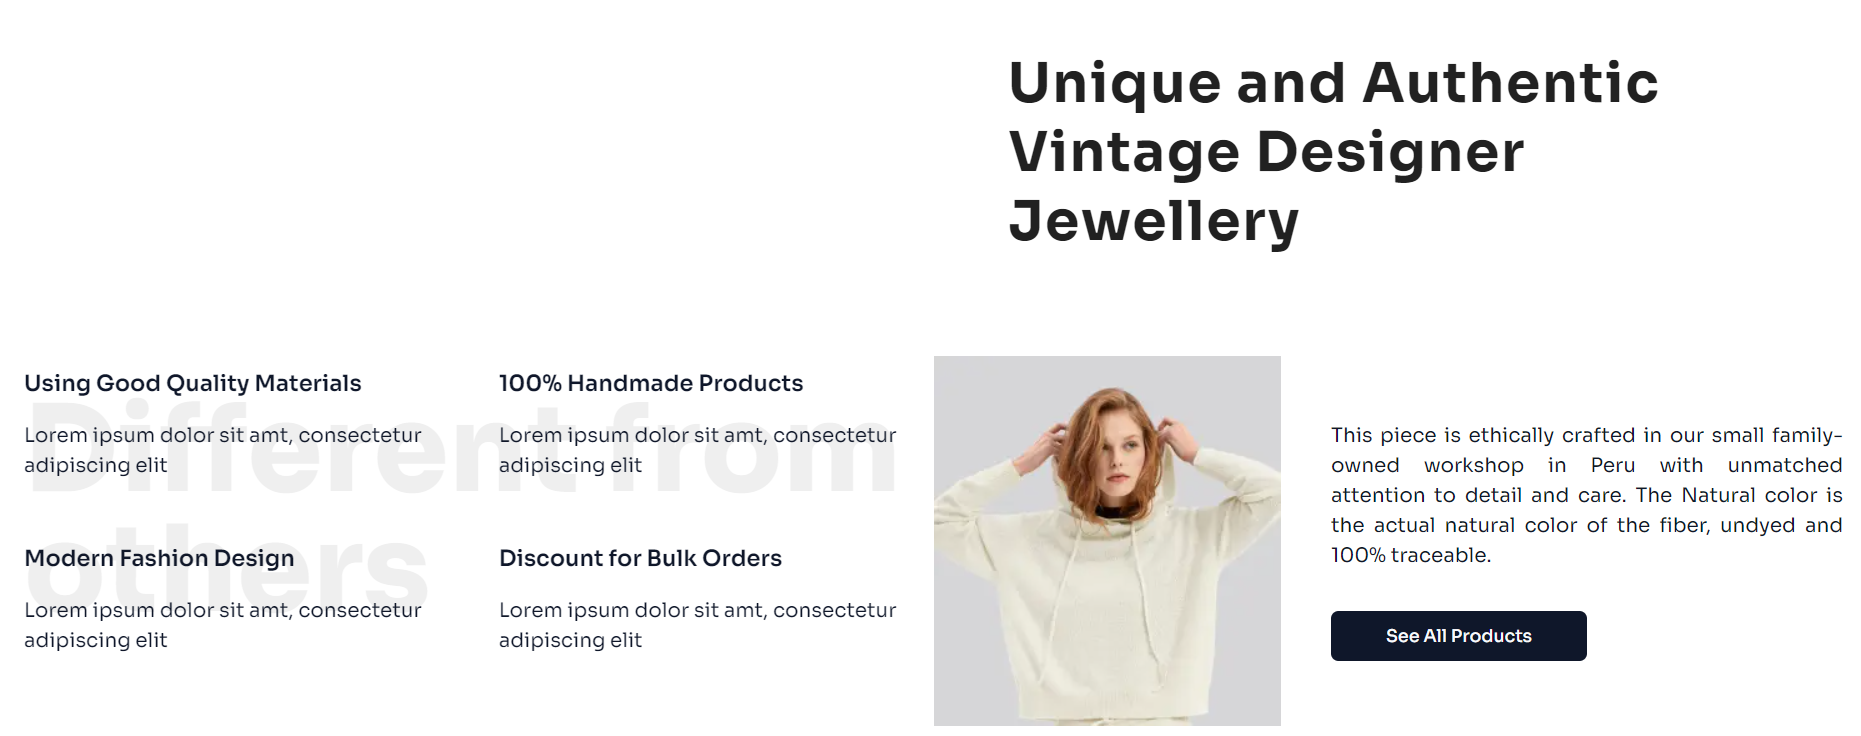 Unique and Authentic
Vintage Designer
Jewellery
Different from
others
Using Good Quality Materials
Lorem ipsum dolor sit amt, consectetur
adipiscing elit
100% Handmade Products
Lorem ipsum dolor sit amt, consectetur
adipiscing elit
Modern Fashion Design
Lorem ipsum dolor sit amt, consectetur
adipiscing elit
Discount for Bulk Orders
Lorem ipsum dolor sit amt, consectetur
adipiscing elit
This piece is ethically crafted in our small family-
owned workshop in Peru with unmatched
attention to detail and care. The Natural color is
the actual natural color of the fiber, undyed and
100% traceable.
See All Products